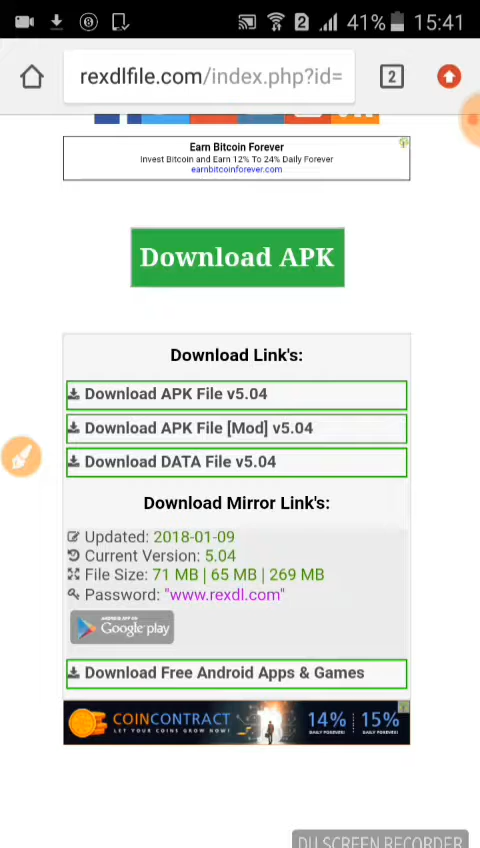 41% 15:41
rexdlfile.com/index.php?id=
2
Earn Bitcoin Forever
Invest Bitcoin and Earn 12% To 24% Daily Forever
earnbitcoinforever.com
Download APK
Download Link's:
Download APK File v5.04
Download APK File [Mod] v5.04
Download DATA File v5.04
Download Mirror Link's:
Updated: 2018-01-09
Current Version: 5.04
File Size: 71 MB | 65 MB | 269 MB
Password: "www.rexdl.com"
ANDROID APP ON
Google play
Download Free Android Apps & Games
COINCONTRACT 14% 15%
LET YOUR COINS GROW NOW! DAILY FOREVER! DAILY FOREVER!
DU SCREEN RECORDER